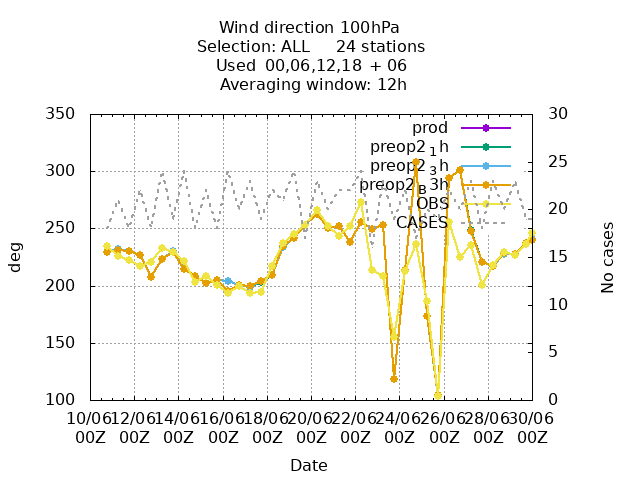 Wind direction 100hPa
Selection: ALL 24 stations
Used 00,06,12,18 + 06
Averaging window: 12h
350
300
250
200
150
100
deg
30
25
20
15
10
5
0
No cases
prod
preop2_1h
preop2_3h
preop2_B3h
OBS
CASES
10/06 12/06 14/06 16/06 18/06 20/06 22/06 24/06 26/06 28/06 30/06
00Z 00Z 00Z 00Z 00Z 00Z 00Z 00Z 00Z 00Z 00Z
Date